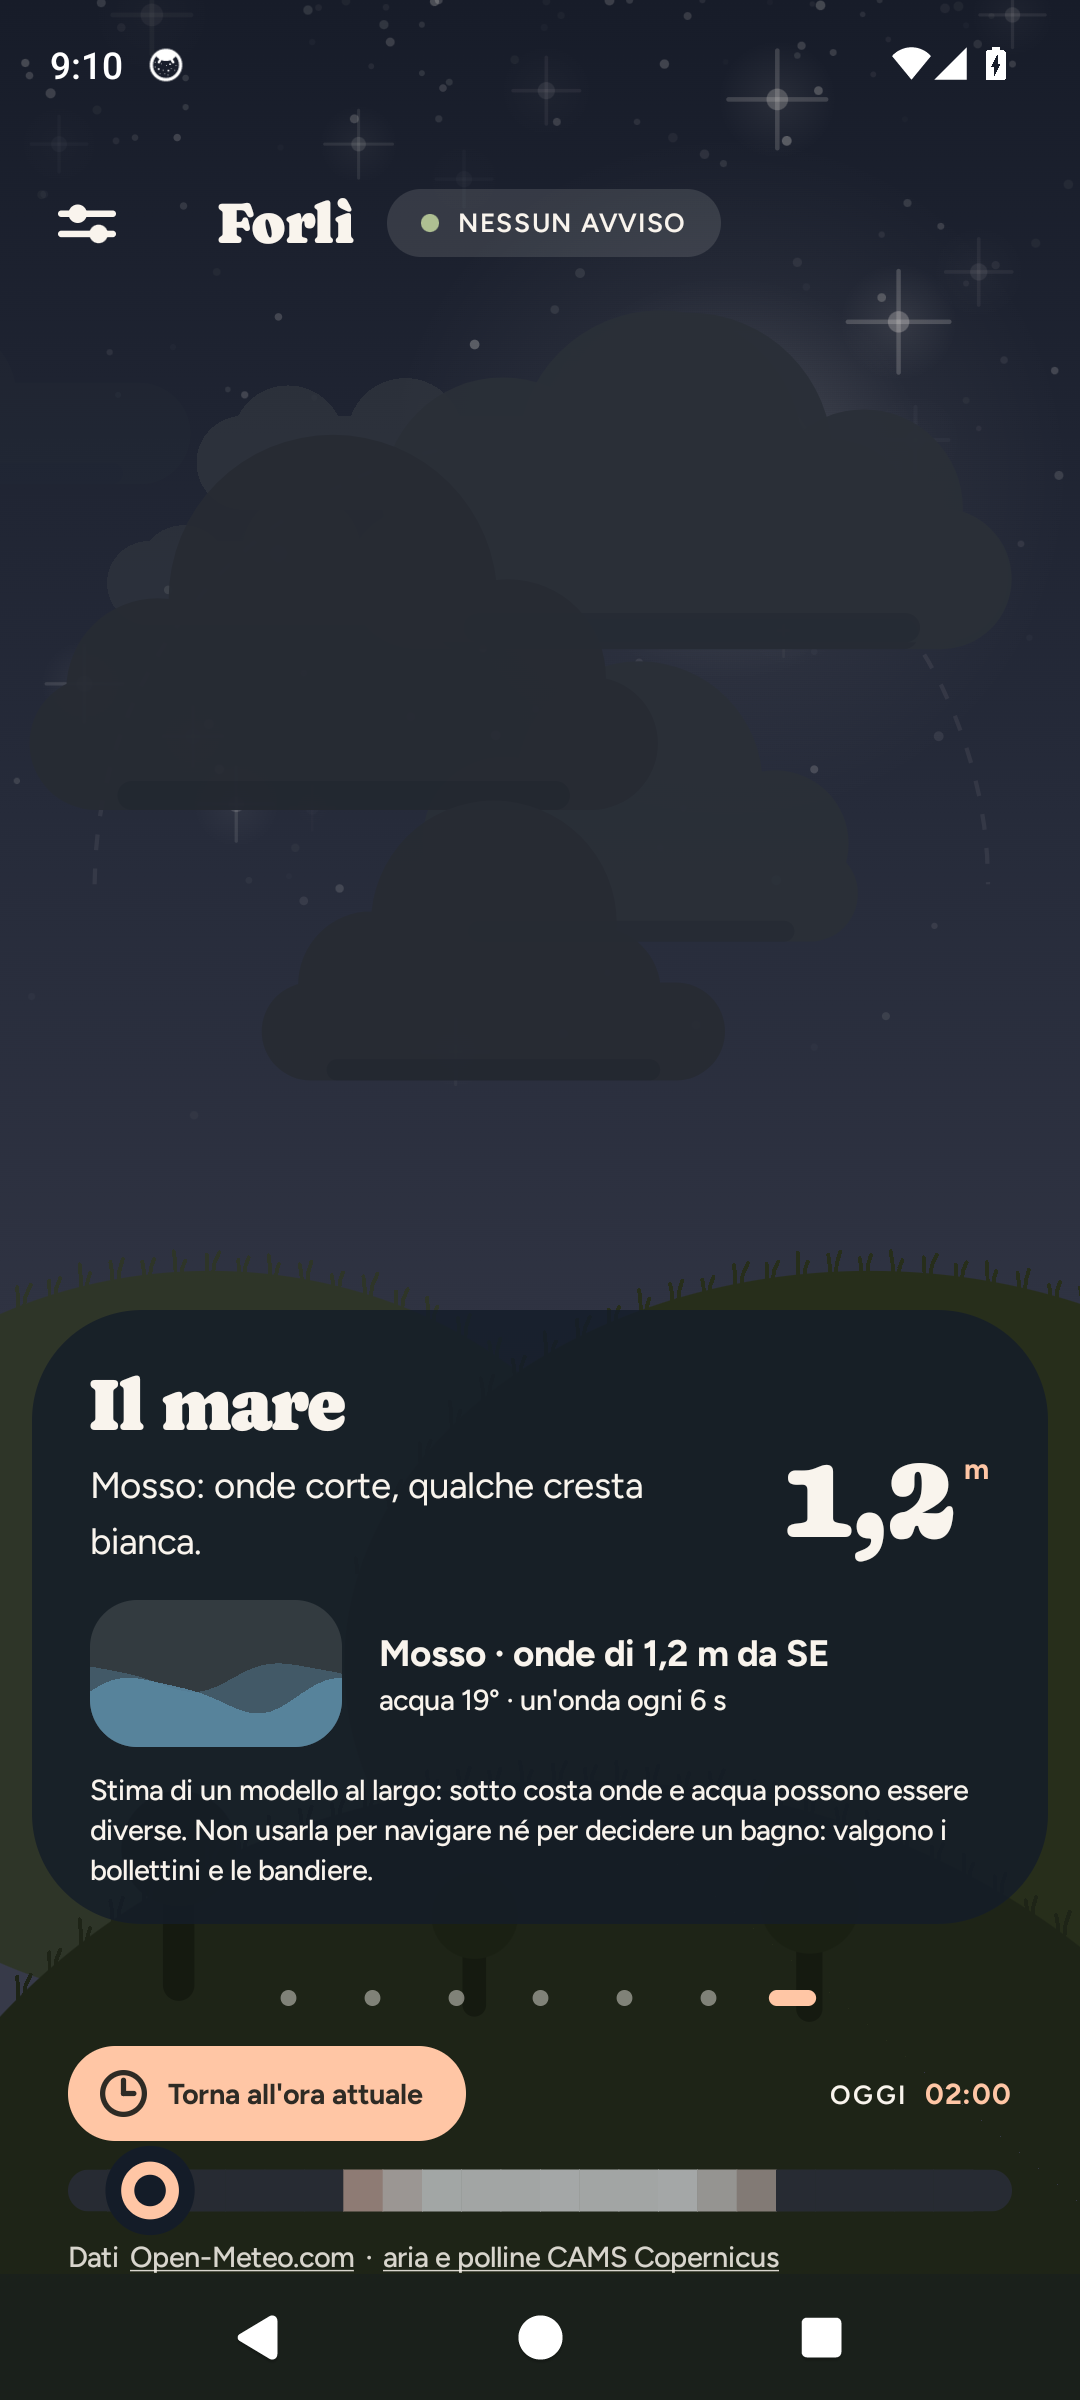 9:10
Forlì
NESSUN AVVISO
Il mare
Mosso: onde corte, qualche cresta
bianca.
1,2 m
Mosso · onde di 1,2 m da SE
acqua 19° · un'onda ogni 6 s
Stima di un modello al largo: sotto costa onde e acqua possono essere
diverse. Non usarla per navigare né per decidere un bagno: valgono i
bollettini e le bandiere.
Torna all'ora attuale
OGGI 02:00
Dati Open-Meteo.com · aria e polline CAMS Copernicus